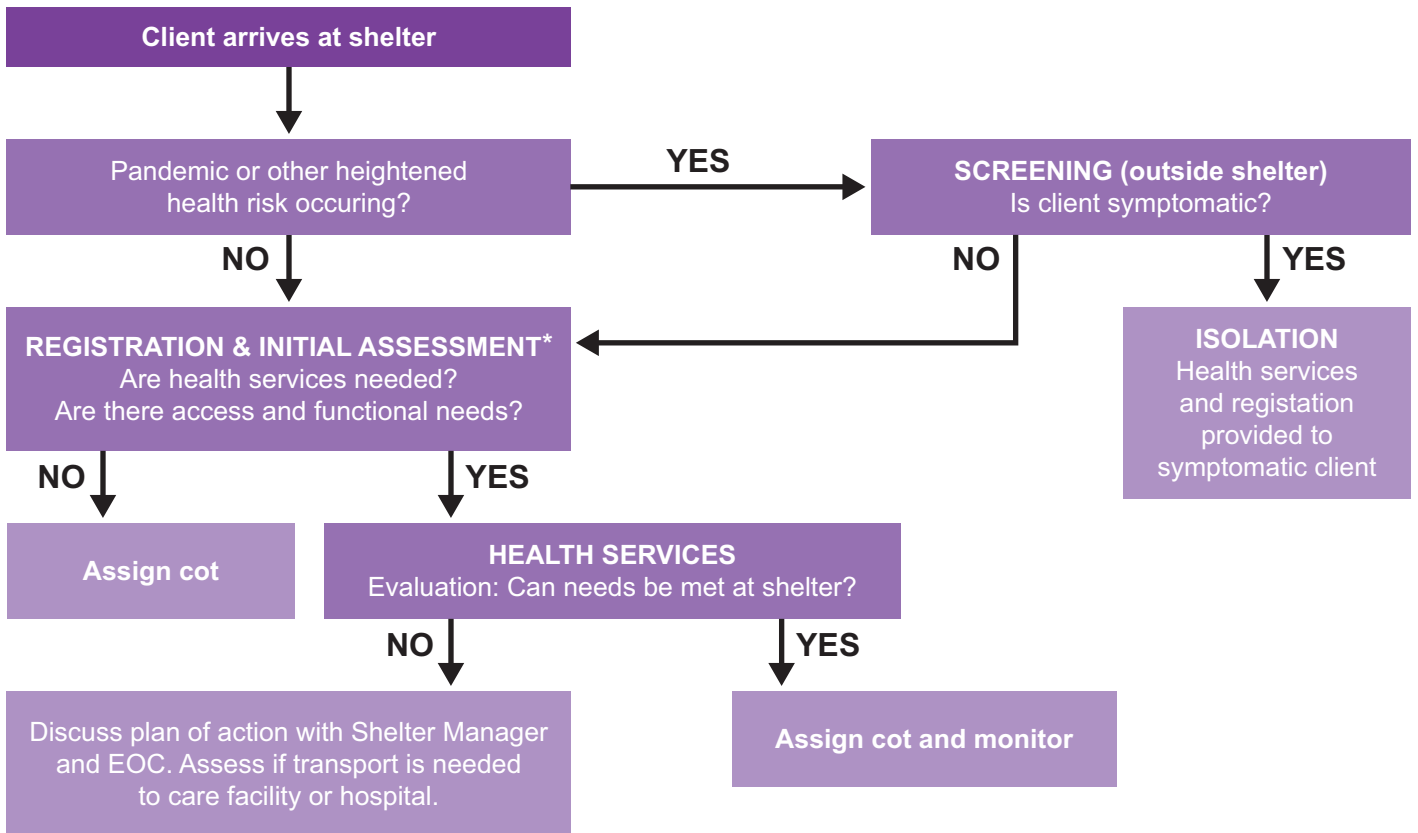 Client arrives at shelter
Pandemic or other heightened
health risk occuring?
YES
SCREENING (outside shelter)
Is client symptomatic?
NO
NO
YES
REGISTRATION & INITIAL ASSESSMENT*
Are health services needed?
Are there access and functional needs?
ISOLATION
Health services
and registation
provided to
symptomatic client
NO
YES
Assign cot
HEALTH SERVICES
Evaluation: Can needs be met at shelter?
NO
YES
Discuss plan of action with Shelter Manager
and EOC. Assess if transport is needed
to care facility or hospital.
Assign cot and monitor